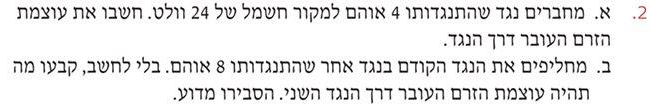 2. א. מחברים נגד שהתנגדותו 4 אוהם למקור חשמל של 24 וולט. חשבו את עוצמת
הזרם העובר דרך הנגד.
ב. מחליפים את הנגד הקודם בנגד אחר שהתנגדותו 8 אוהם. בלי לחשב, קבעו מה
תהיה עוצמת הזרם העובר דרך הנגד השני. הסבירו מדוע.